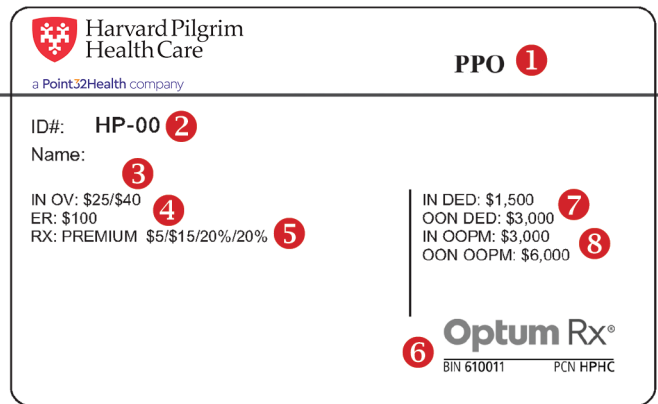 Harvard Pilgrim
Health Care
a Point32Health company
PPO 1
ID#: HP-00 2
Name:
3
IN OV: $25/$40
4
ER: $100
RX: PREMIUM $5/$15/20%/20% 5
IN DED: $1,500
7
OON DED: $3,000
IN OOPM: $3,000
8
OON OOPM: $6,000
6
Optum Rx®
BIN 610011 PCN HPHC